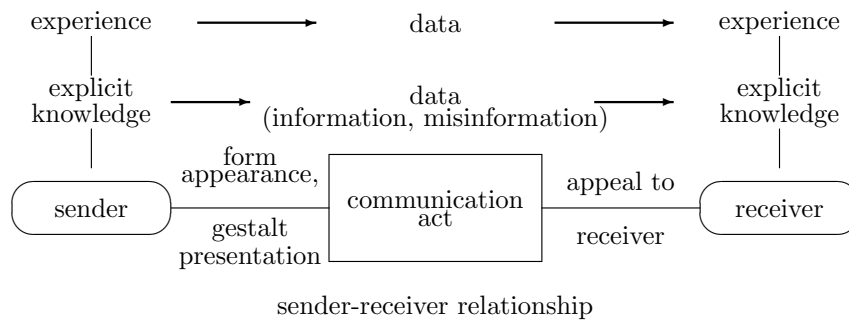 experience data experience
explicit data explicit
knowledge (information, misinformation) knowledge
form
appearance, appeal to
sender communication receiver
act
gestalt receiver
presentation
sender-receiver relationship